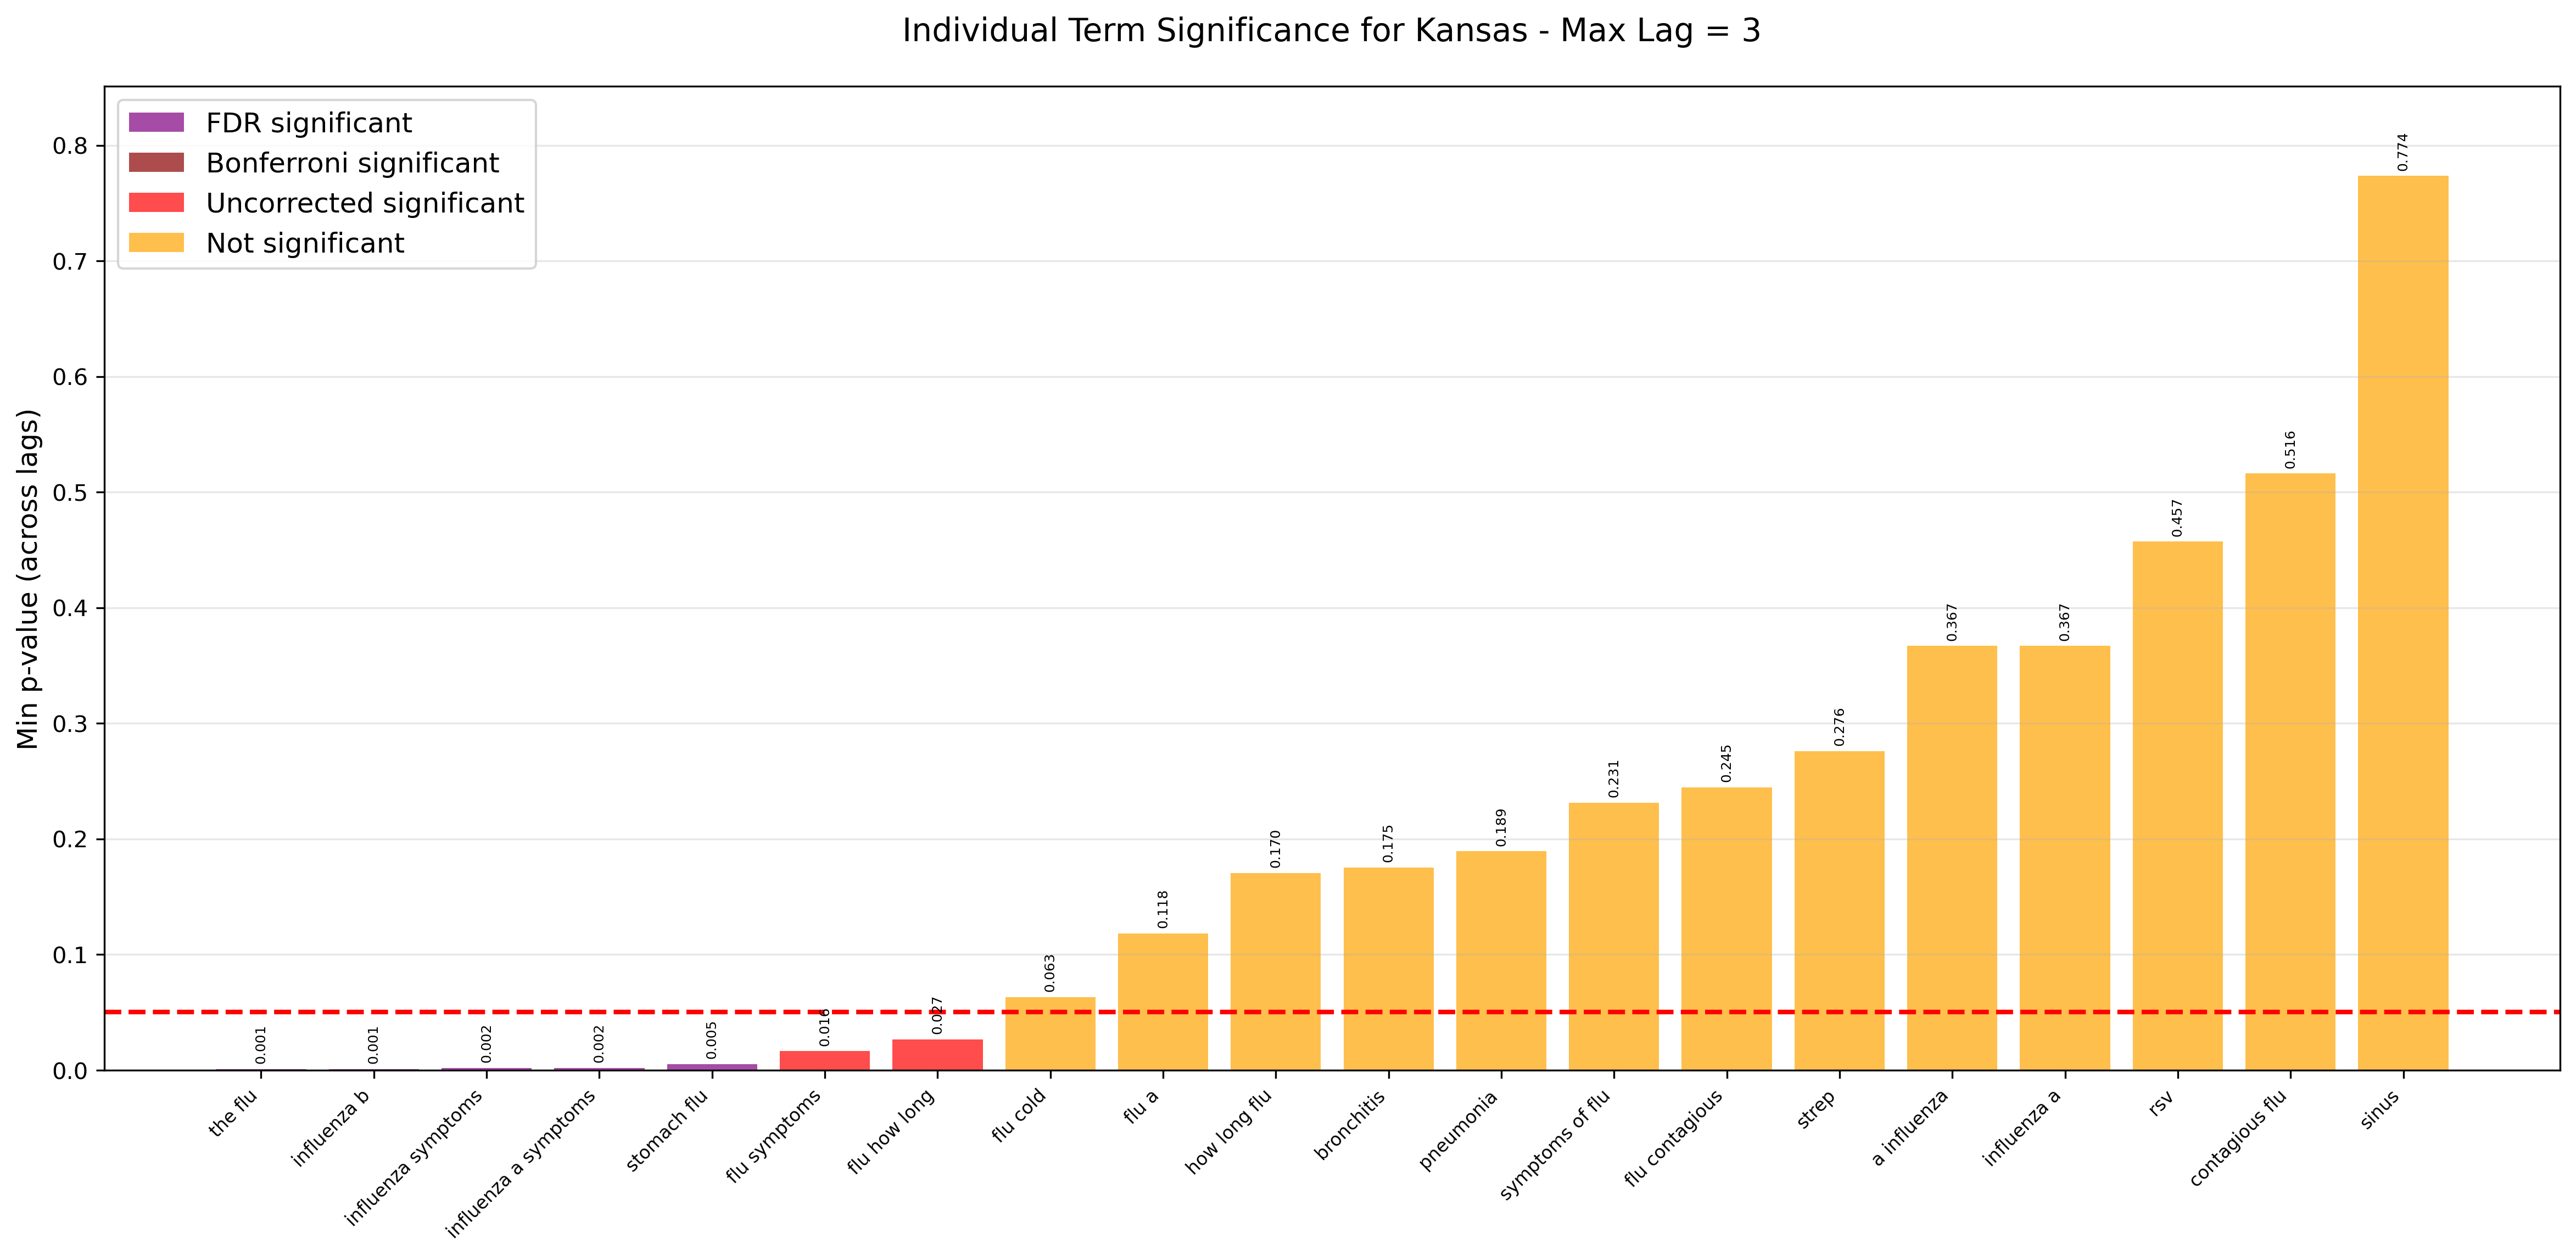 Individual Term Significance for Kansas - Max Lag = 3
FDR significant
Bonferroni significant
Uncorrected significant
Not significant
Min p-value (across lags)
0.8
0.7
0.6
0.5
0.4
0.3
0.2
0.1
0.0
0.001
0.001
0.002
0.002
0.005
0.016
0.027
0.063
0.118
0.170
0.175
0.189
0.231
0.245
0.276
0.367
0.367
0.457
0.516
0.774
the flu
influenza b
influenza symptoms
influenza a symptoms
stomach flu
flu symptoms
flu how long
flu cold
flu a
how long flu
bronchitis
pneumonia
symptoms of flu
flu contagious
strep
a influenza
influenza a
rsv
contagious flu
sinus